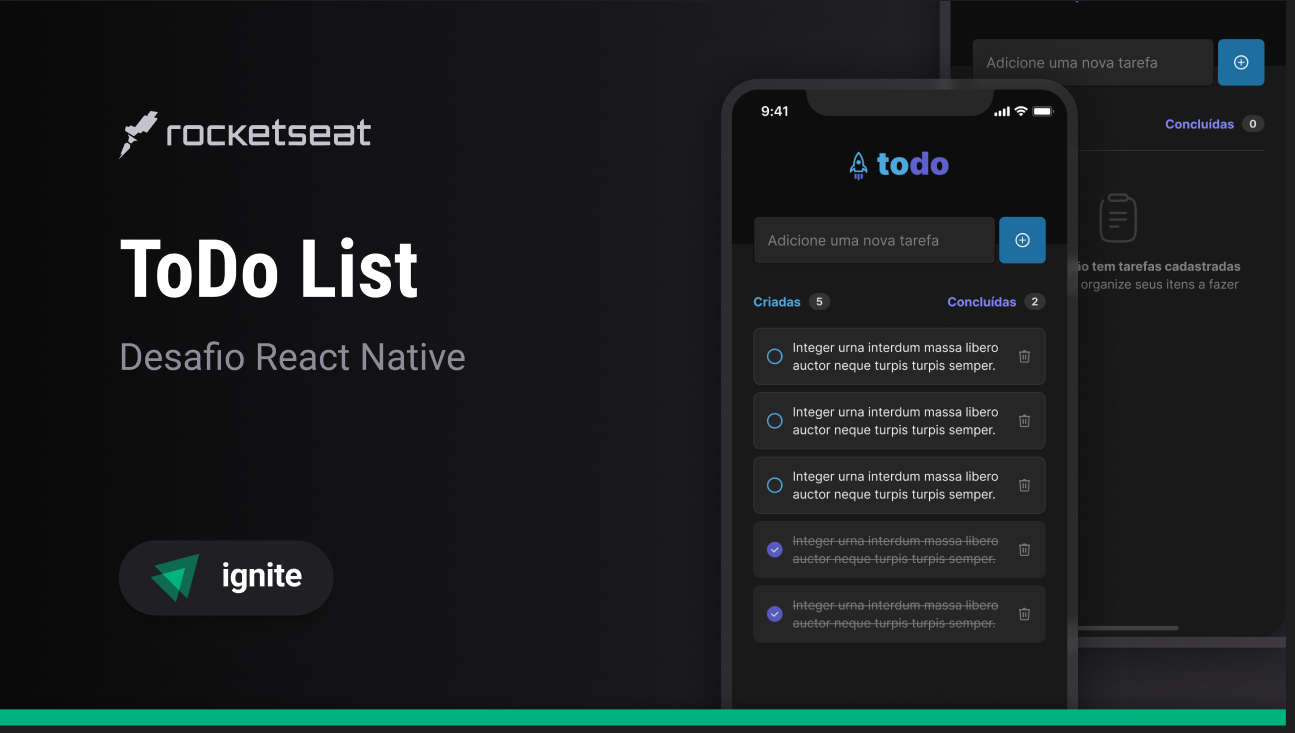 rocketseat
ToDo List
Desafio React Native
ignite
9:41
todo
Adicione uma nova tarefa
Criadas 5 Concluídas 2
Integer urna interdum massa libero
auctor neque turpis turpis semper.
Integer urna interdum massa libero
auctor neque turpis turpis semper.
Integer urna interdum massa libero
auctor neque turpis turpis semper.
Integer urna interdum massa libero
auctor neque turpis turpis semper.
Integer urna interdum massa libero
auctor neque turpis turpis semper.
Adicione uma nova tarefa
Concluídas 0
tem tarefas cadastradas
organize seus itens a fazer